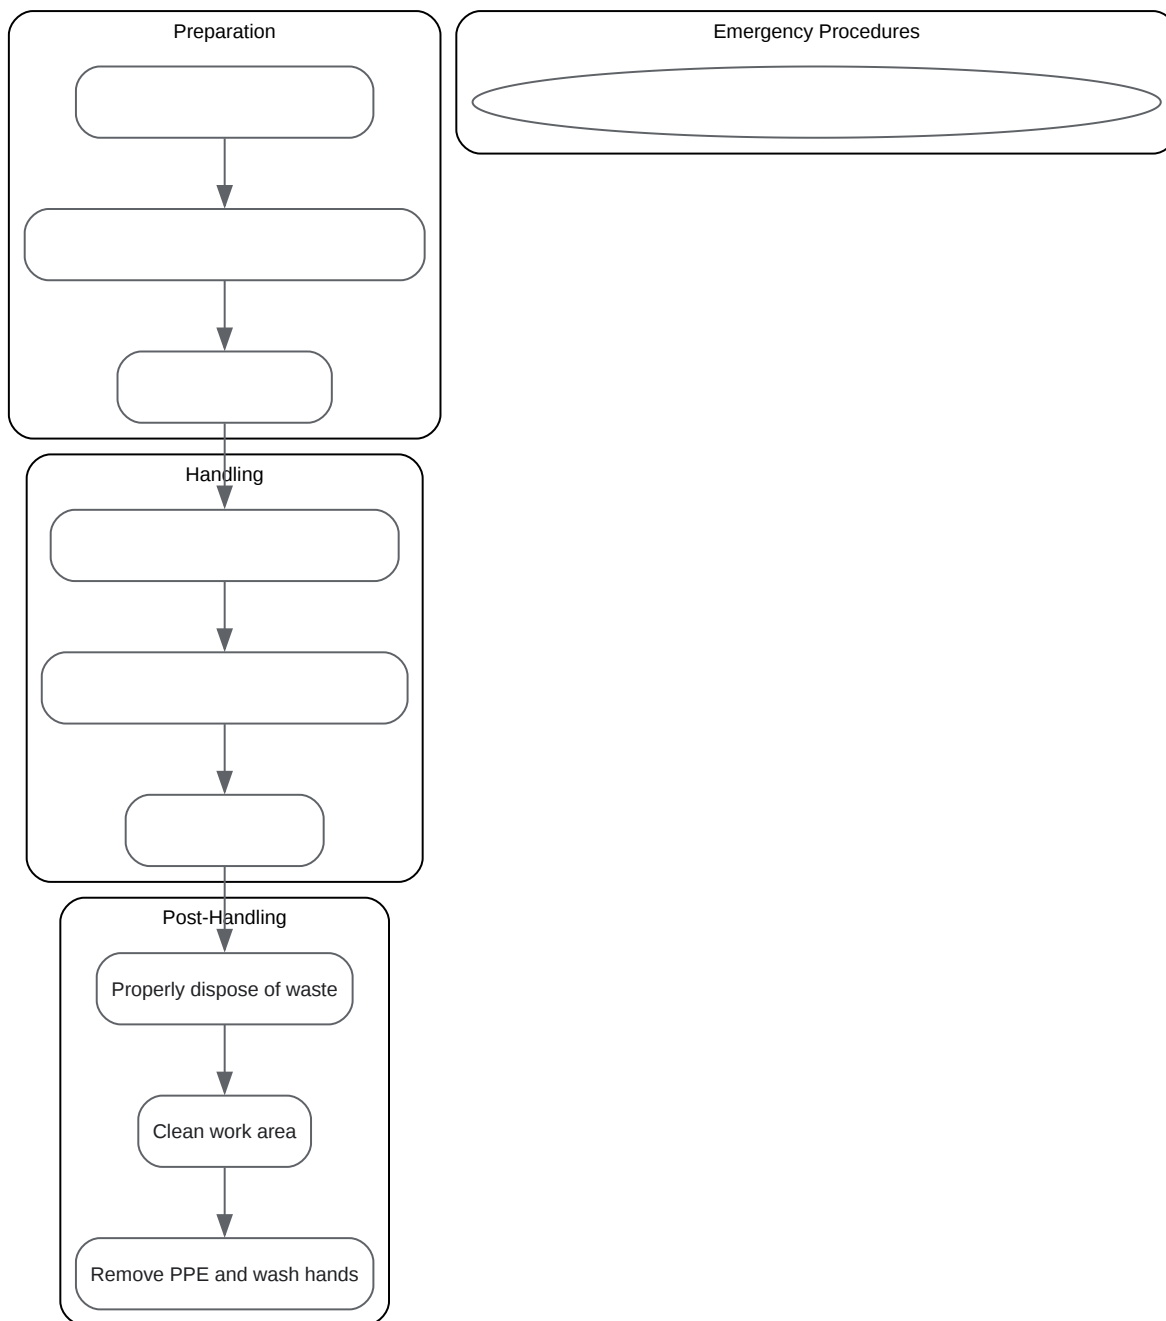 Preparation
Emergency Procedures
Handling
Post-Handling
Properly dispose of waste
Clean work area
Remove PPE and wash hands